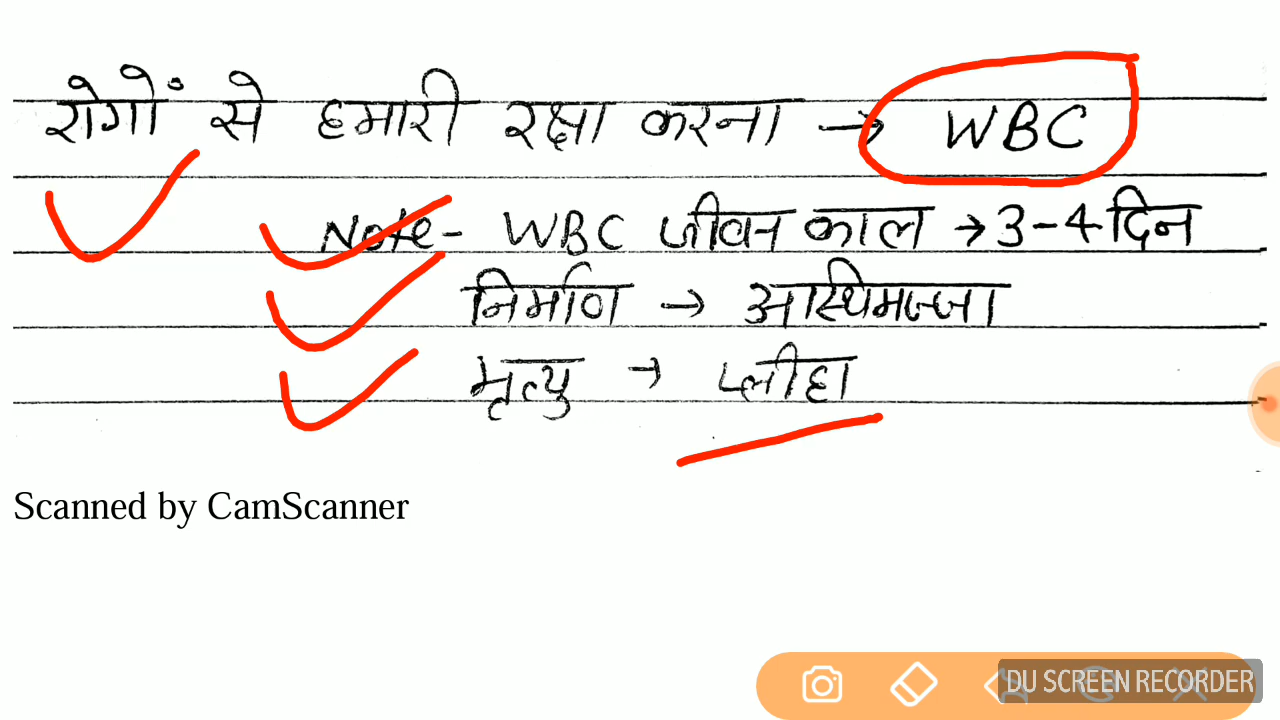 रोगों से हमारी रक्षा करना → WBC
Note- WBC जीवन काल → 3-4 दिन
निर्माण → अस्थिमज्जा
मृत्यु → प्लीहा
Scanned by CamScanner
DU SCREEN RECORDER